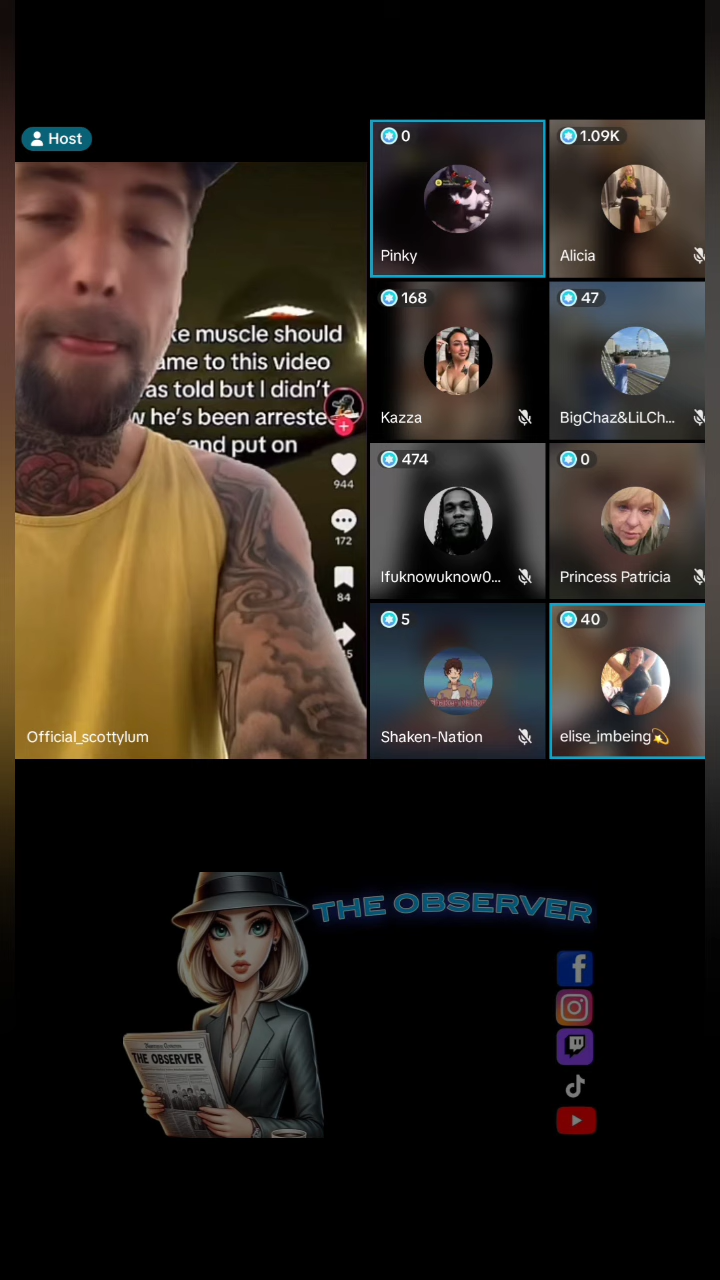 Host
ke muscle should
ame to this video
as told but I didn't
w he's been arreste
and put on
944
172
84
5
Official_scottylum
0
Pinky
1.09K
Alicia
168
Kazza
47
BigChaz&LiLCh...
474
Ifuknowuknow0...
0
Princess Patricia
5
Shaken-Nation
40
elise_imbeing💫
THE OBSERVER
THE OBSERVER